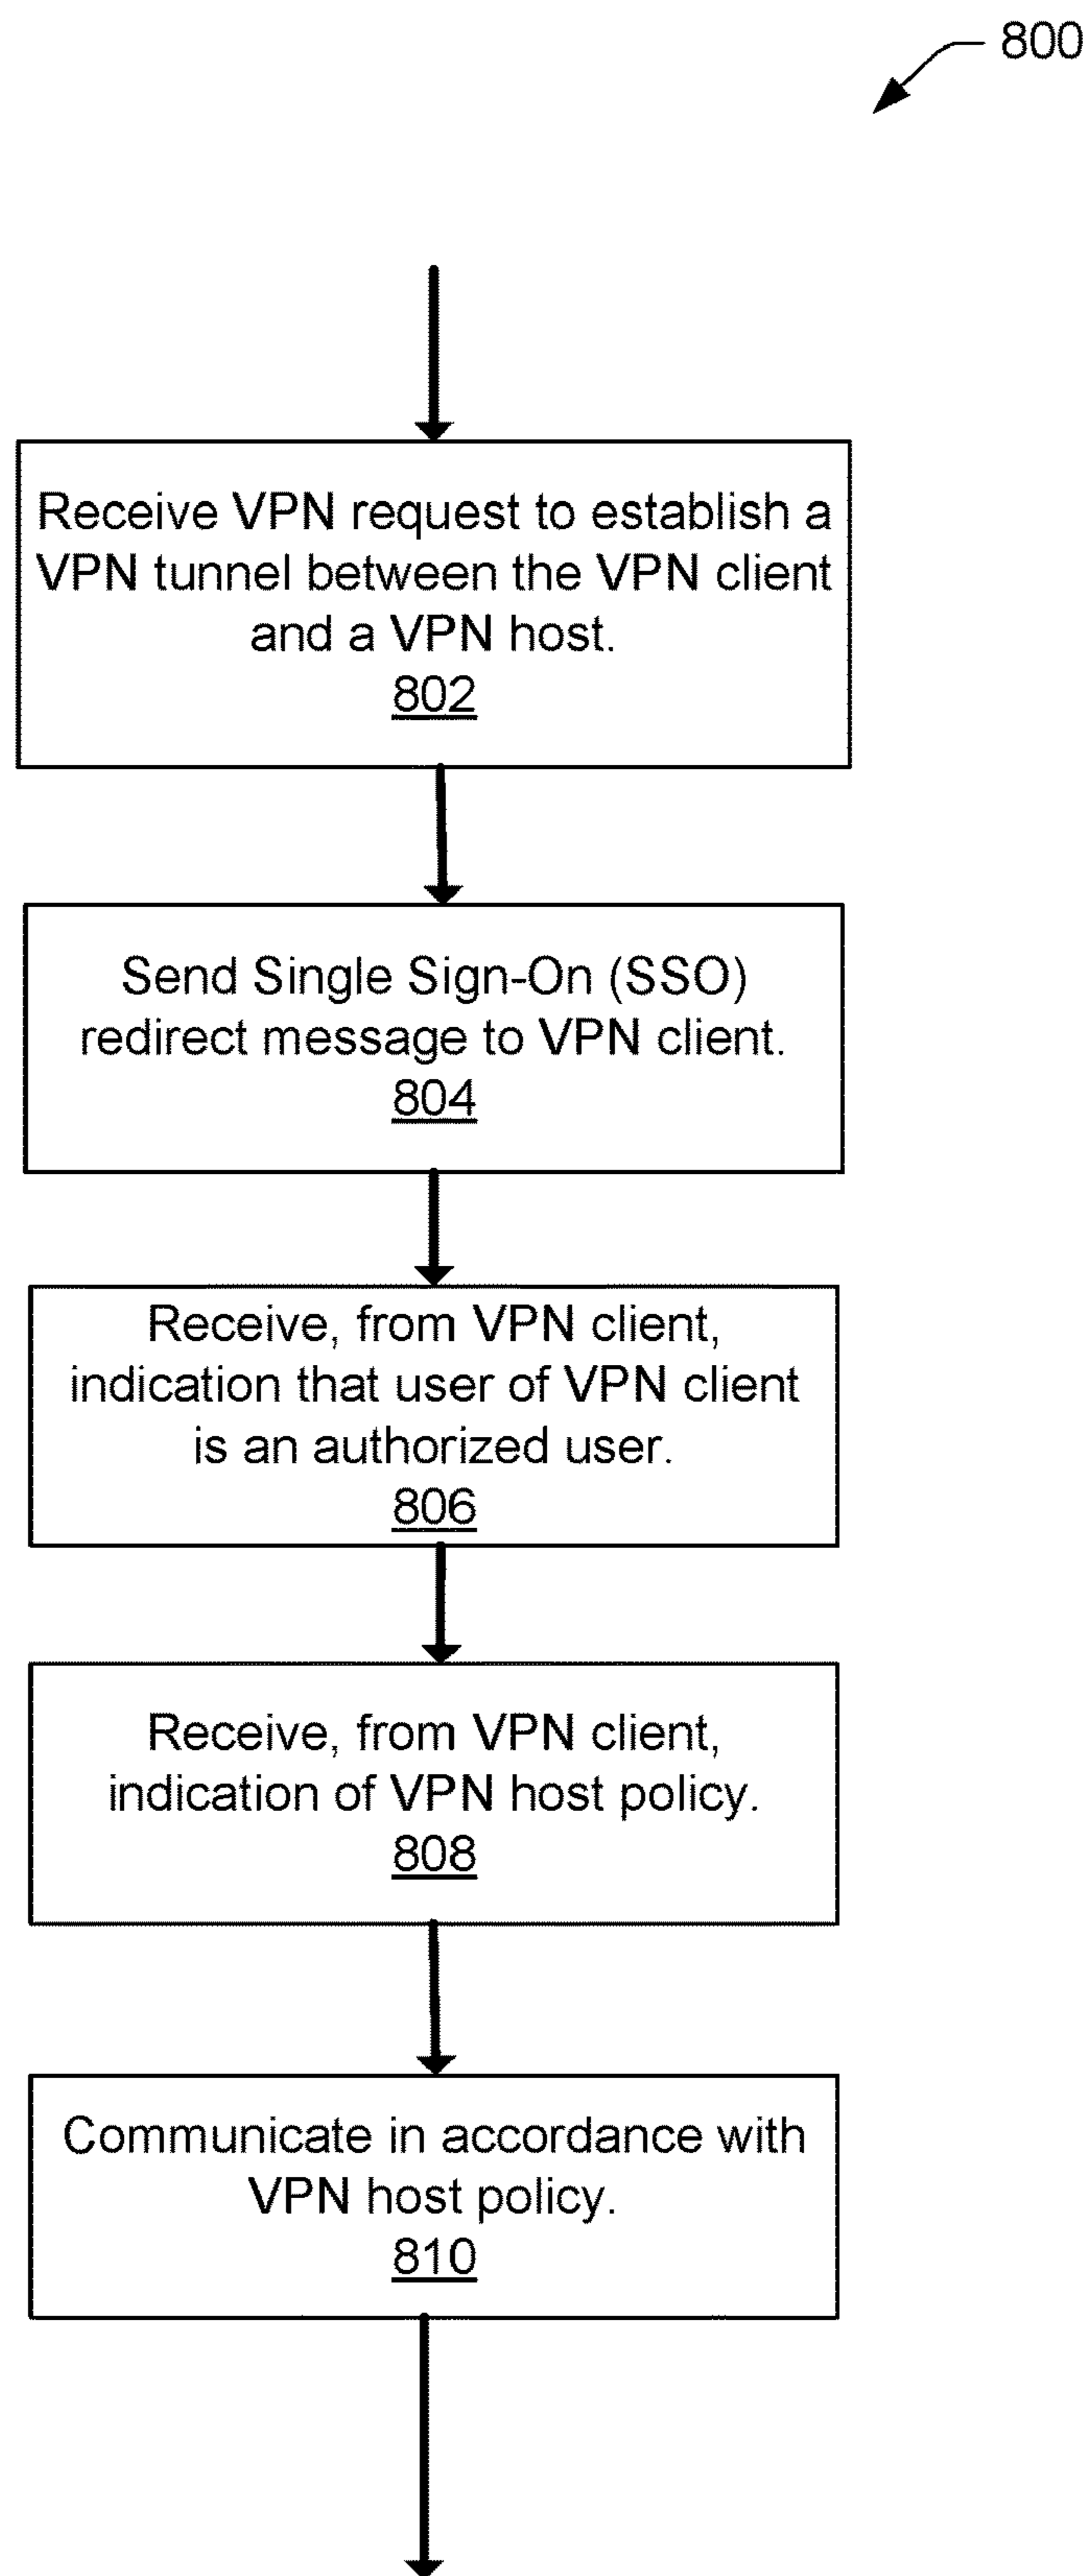 800
Receive VPN request to establish a
VPN tunnel between the VPN client
and a VPN host.
802
Send Single Sign-On (SSO)
redirect message to VPN client.
804
Receive, from VPN client,
indication that user of VPN client
is an authorized user.
806
Receive, from VPN client,
indication of VPN host policy.
808
Communicate in accordance with
VPN host policy.
810